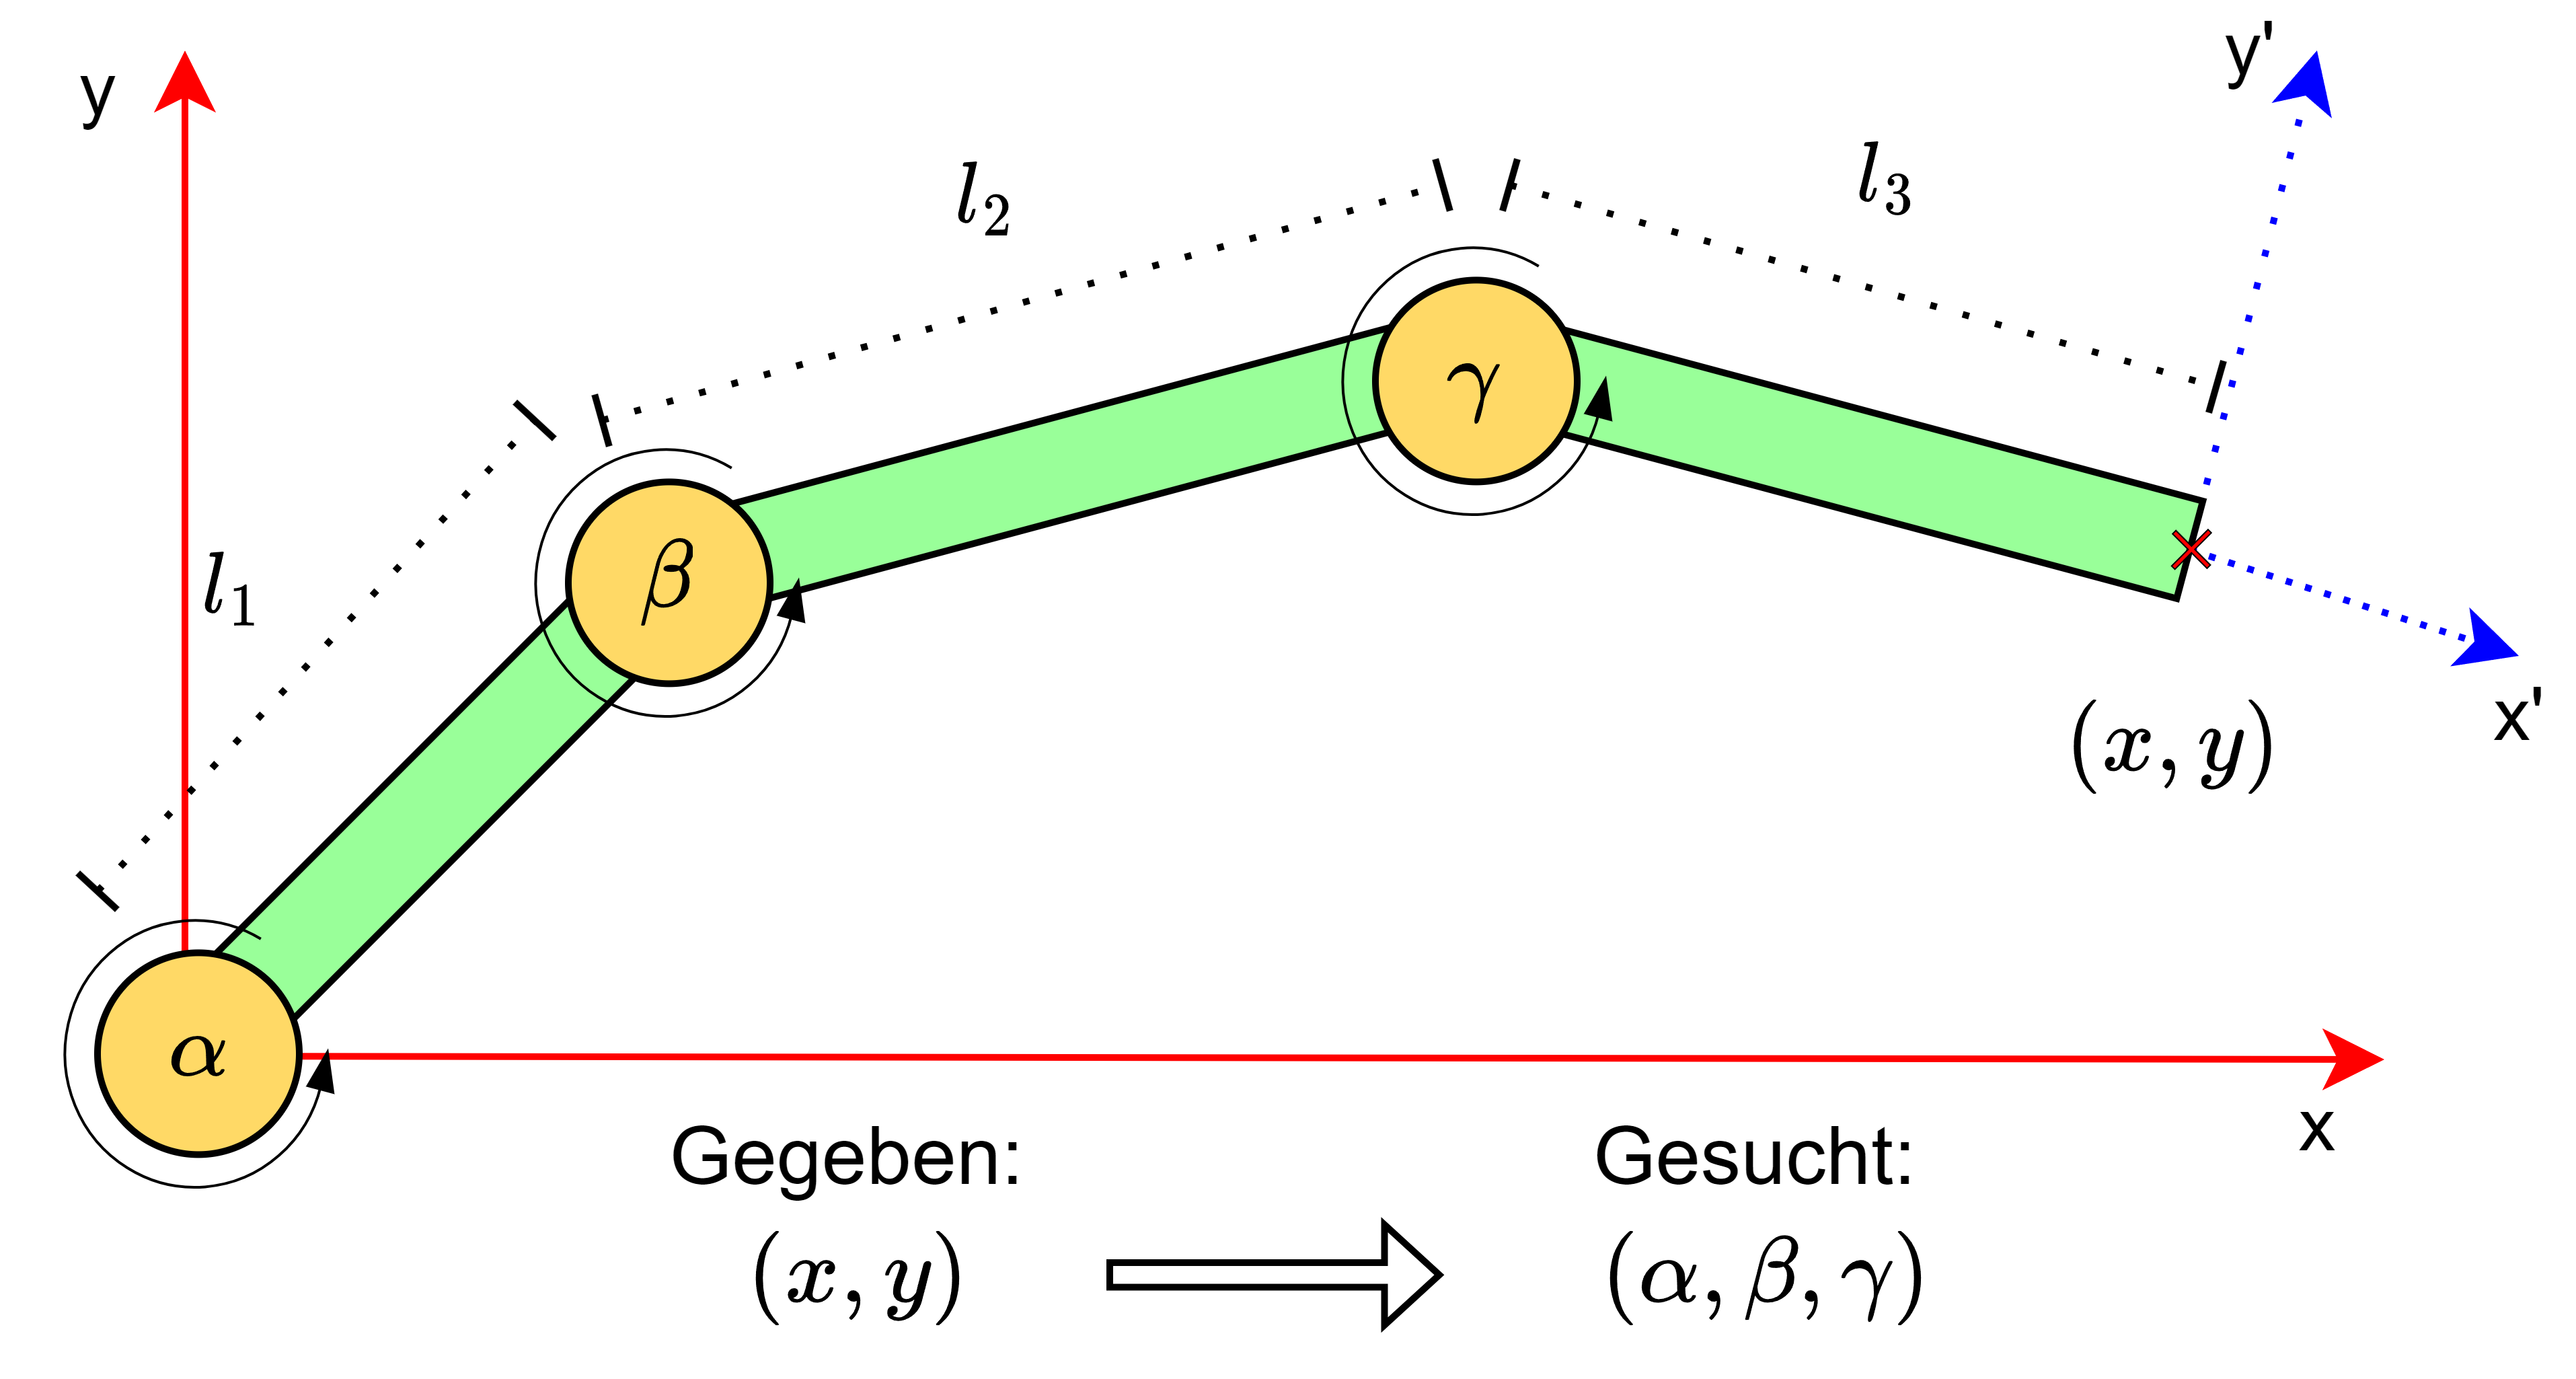 y
y'
l₂
l₃
γ
β
l₁
x'
(x, y)
α
x
Gegeben:
Gesucht:
(x, y)
(α, β, γ)